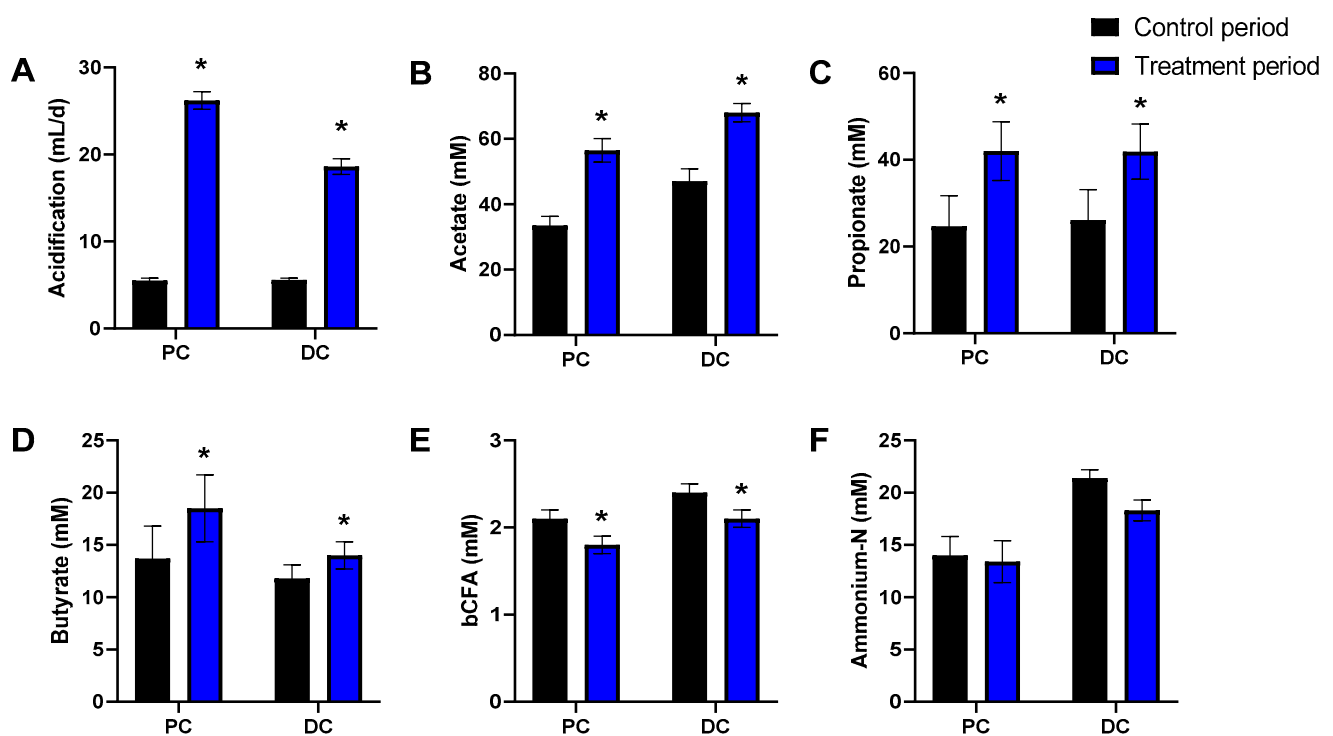 Control period
Treatment period
A
Acidification (mL/d)
30
20
10
0
*
*
PC
DC
B
Acetate (mM)
80
60
40
20
0
*
*
PC
DC
C
Propionate (mM)
60
40
20
0
*
*
PC
DC
D
Butyrate (mM)
25
20
15
10
5
0
*
*
PC
DC
E
bCFA (mM)
3
2
1
0
*
*
PC
DC
F
Ammonium-N (mM)
25
20
15
10
5
0
PC
DC